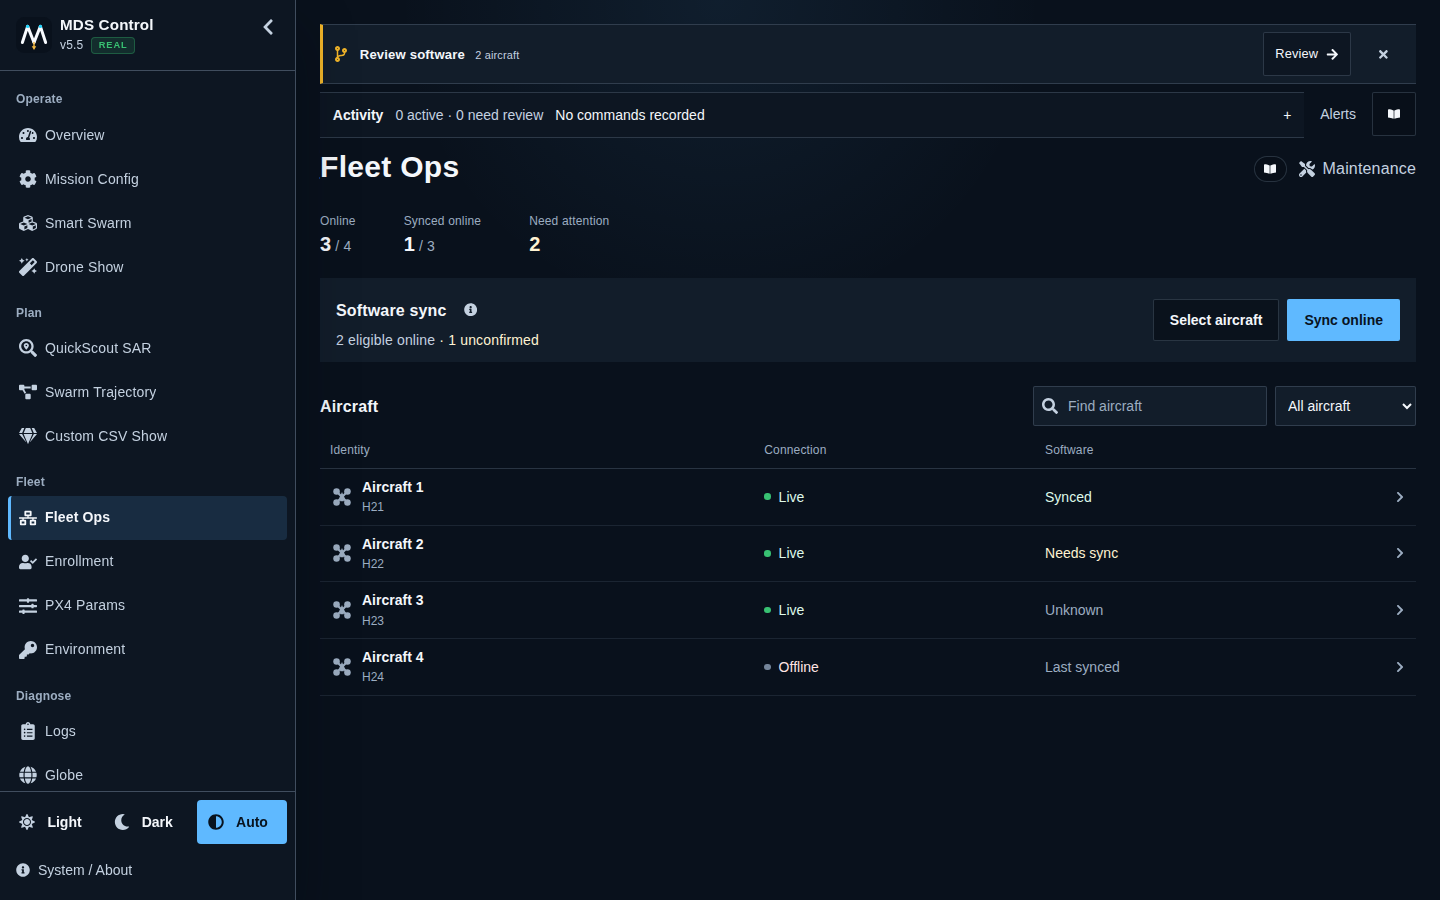 MDS Control
v5.5 REAL
Operate
Overview
Mission Config
Smart Swarm
Drone Show
Plan
QuickScout SAR
Swarm Trajectory
Custom CSV Show
Fleet
Fleet Ops
Enrollment
PX4 Params
Environment
Diagnose
Logs
Globe
Light Dark Auto
System / About
Review software 2 aircraft Review
Activity 0 active · 0 need review No commands recorded + Alerts
Fleet Ops Maintenance
Online Synced online Need attention
3 / 4 1 / 3 2
Software sync
2 eligible online · 1 unconfirmed
Select aircraft Sync online
Aircraft Find aircraft All aircraft
Identity Connection Software
Aircraft 1
H21 Live Synced
Aircraft 2
H22 Live Needs sync
Aircraft 3
H23 Live Unknown
Aircraft 4
H24 Offline Last synced